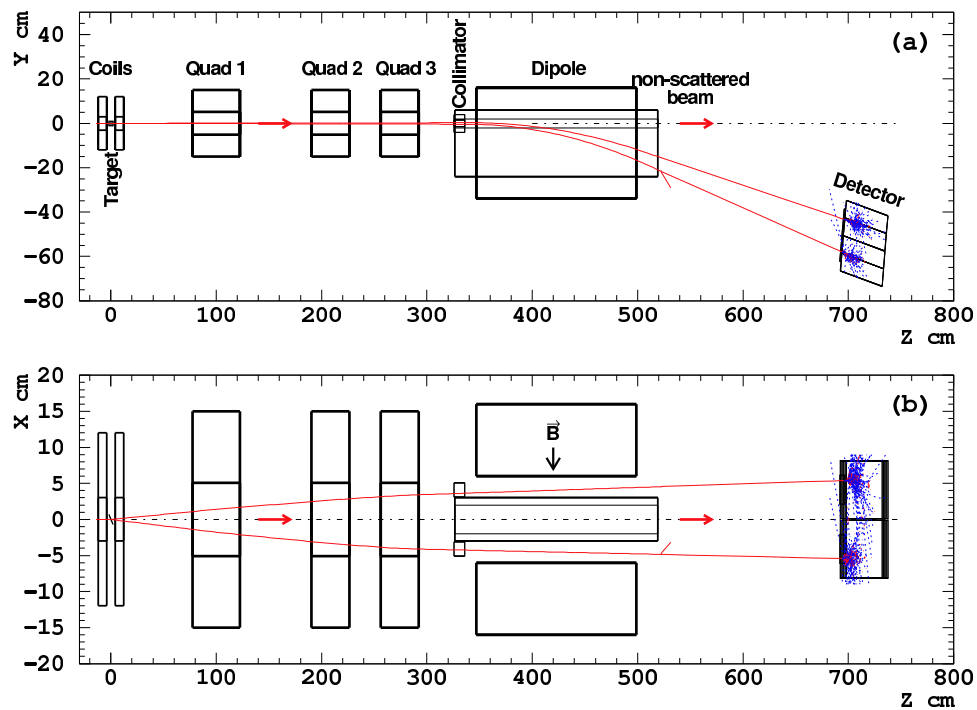 Y cm
40
20
0
-20
-40
-60
-80
(a)
Coils
Quad 1
Quad 2
Quad 3
Collimator
Dipole
non-scattered
beam
Target
Detector
0
100
200
300
400
500
600
700
800
Z cm
X cm
20
15
10
5
0
-5
-10
-15
-20
(b)
B
0
100
200
300
400
500
600
700
800
Z cm